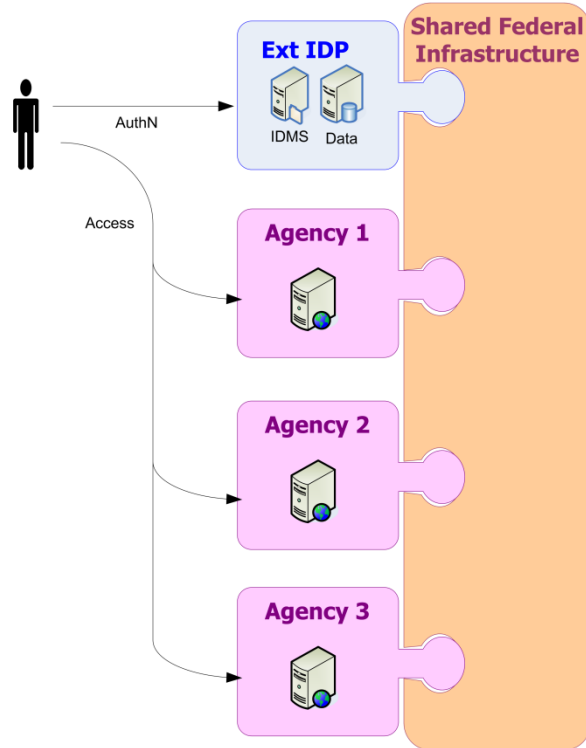 Shared Federal
Infrastructure
Ext IDP
IDMS
Data
AuthN
Access
Agency 1
Agency 2
Agency 3